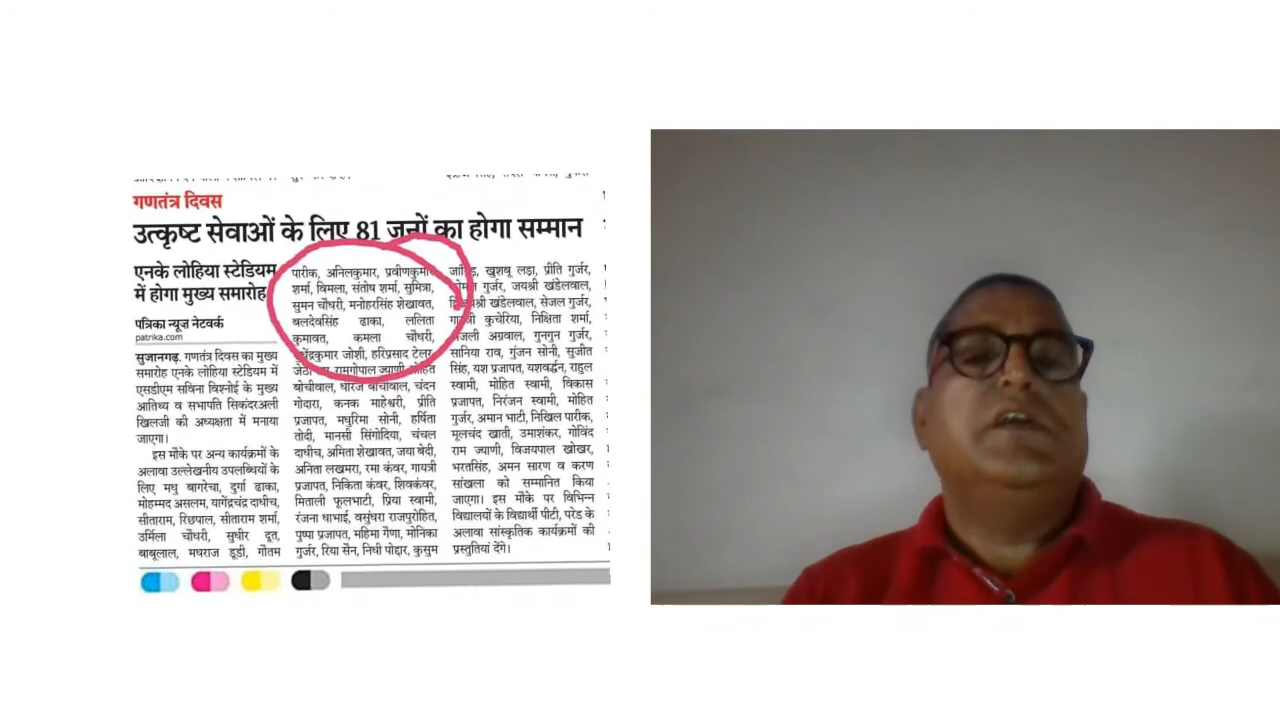 गणतंत्र दिवस
उत्कृष्ट सेवाओं के लिए 81 जनों का होगा सम्मान
एनके लोहिया स्टेडियम
में होगा मुख्य समारोह
पत्रिका न्यूज नेटवर्क
patrika.com
सुजानगढ़. गणतंत्र दिवस का मुख्य
समारोह एनके लोहिया स्टेडियम में
एसडीएम सविना विश्नोई के मुख्य
आतिथ्य व सभापति सिकंदरअली
खिलजी की अध्यक्षता में मनाया
जाएगा।
इस मौके पर अन्य कार्यक्रमों के
अलावा उल्लेखनीय उपलब्धियों के
लिए मधु बागरेचा, दुर्गा ढाका,
मोहम्मद असलम, यागेंद्रचंद्र दाधीच,
सीताराम, रिछपाल, सीताराम शर्मा,
उर्मिला चौधरी, सुधीर दूत,
बाबूलाल, मघराज डूडी, गौतम
पारीक, अनिलकुमार, प्रवीणकुमार
शर्मा, विमला, संतोष शर्मा, सुमित्रा,
सुमन चौधरी, मनोहरसिंह शेखावत,
बलदेवसिंह ढाका, ललिता
कुमावत, कमला चौधरी,
जोशी, हरिप्रसाद टेलर
रामगोपाल ज्याणी, मोहित
बोचीवाल, धीरज बोचीवाल, चंदन
गोदारा, कनक माहेश्वरी, प्रीति
प्रजापत, मधुरिमा सोनी, हर्षिता
तोदी, मानसी सिंगोदिया, चंचल
दाधीच, अमिता शेखावत, जया बेदी,
अनिता लखमरा, रमा कंवर, गायत्री
प्रजापत, निकिता कंवर, शिवकंवर,
मिताली फूलभाटी, प्रिया स्वामी,
रंजना धाभाई, वसुंधरा राजपुरोहित,
पुष्पा प्रजापत, महिमा गैणा, मोनिका
गुर्जर, रिया सैन, निधी पोद्दार, कुसुम
खुशबू लड़ा, प्रीति गुर्जर,
गुर्जर, जयश्री खंडेलवाल,
खंडेलवाल, सेजल गुर्जर,
कुचेरिया, निक्षिता शर्मा,
अग्रवाल, गुनगुन गुर्जर,
सानिया राव, गुंजन सोनी, सुजीत
सिंह, यश प्रजापत, यशवर्द्धन, राहुल
स्वामी, मोहित स्वामी, विकास
प्रजापत, निरंजन स्वामी, मोहित
गुर्जर, अमान भाटी, निखिल पारीक,
मूलचंद खाती, उमाशंकर, गोविंद
राम ज्याणी, विजयपाल खोखर,
भरतसिंह, अमन सारण व करण
सांखला को सम्मानित किया
जाएगा। इस मौके पर विभिन्न
विद्यालयों के विद्यार्थी पीटी, परेड के
अलावा सांस्कृतिक कार्यक्रमों की
प्रस्तुतियां देंगे।